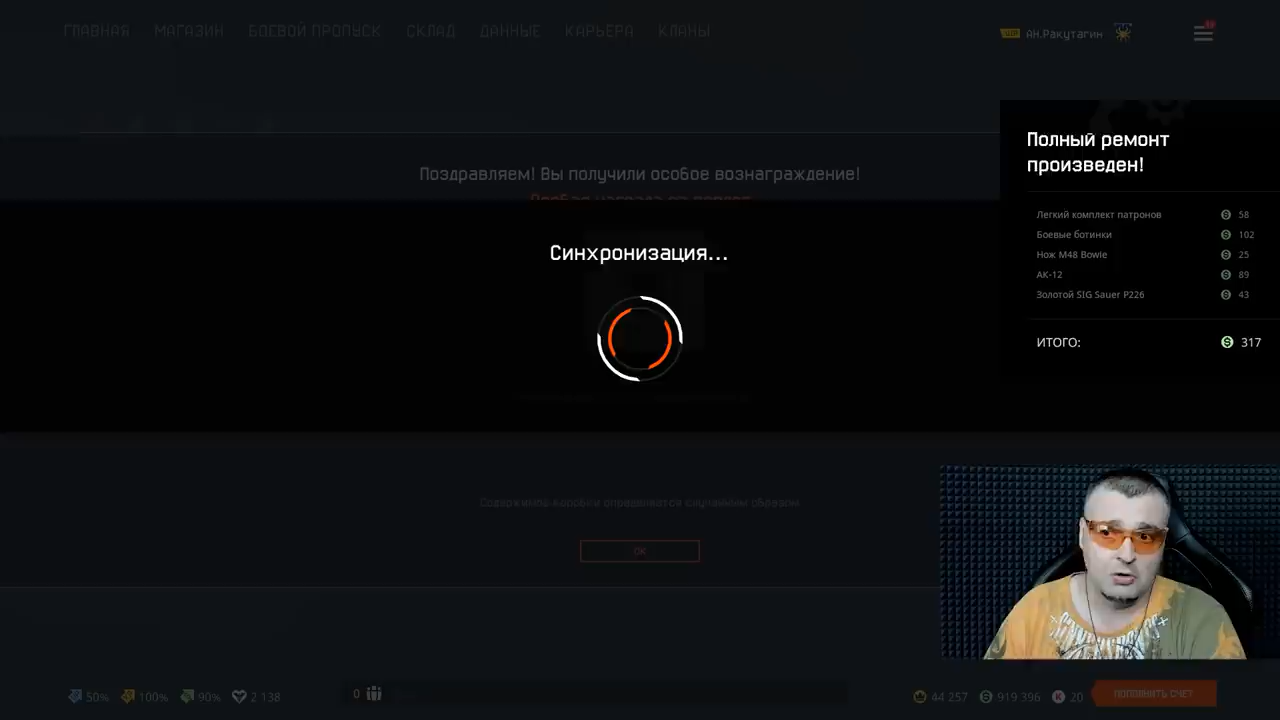 ГЛАВНАЯ МАГАЗИН БОЕВОЙ ПРОПУСК СКЛАД ДАННЫЕ КАРЬЕРА КЛАНЫ
АН.Ракутагин
Полный ремонт
произведен!
Поздравляем! Вы получили особое вознаграждение!
Легкий комплект патронов 58
Боевые ботинки 102
Нож M48 Bowie 25
АК-12 89
Золотой SIG Sauer P226 43
ИТОГО: 317
Синхронизация...
Содержимое коробки определяется случайным образом
ОК
50% 100% 90% 2 138
0
44 257 919 396 K 20
ПОПОЛНИТЬ СЧЕТ